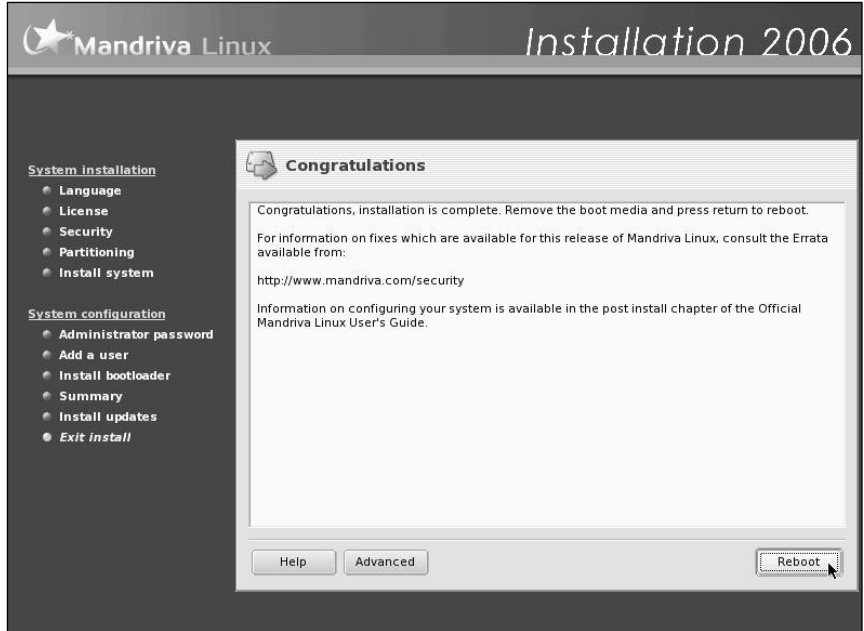 Mandriva Linux
Installation 2006
System installation
Language
License
Security
Partitioning
Install system
System configuration
Administrator password
Add a user
Install bootloader
Summary
Install updates
Exit install
Congratulations
Congratulations, installation is complete. Remove the boot media and press return to reboot.
For information on fixes which are available for this release of Mandriva Linux, consult the Errata
available from:
http://www.mandriva.com/security
Information on configuring your system is available in the post install chapter of the Official
Mandriva Linux User's Guide.
Help
Advanced
Reboot